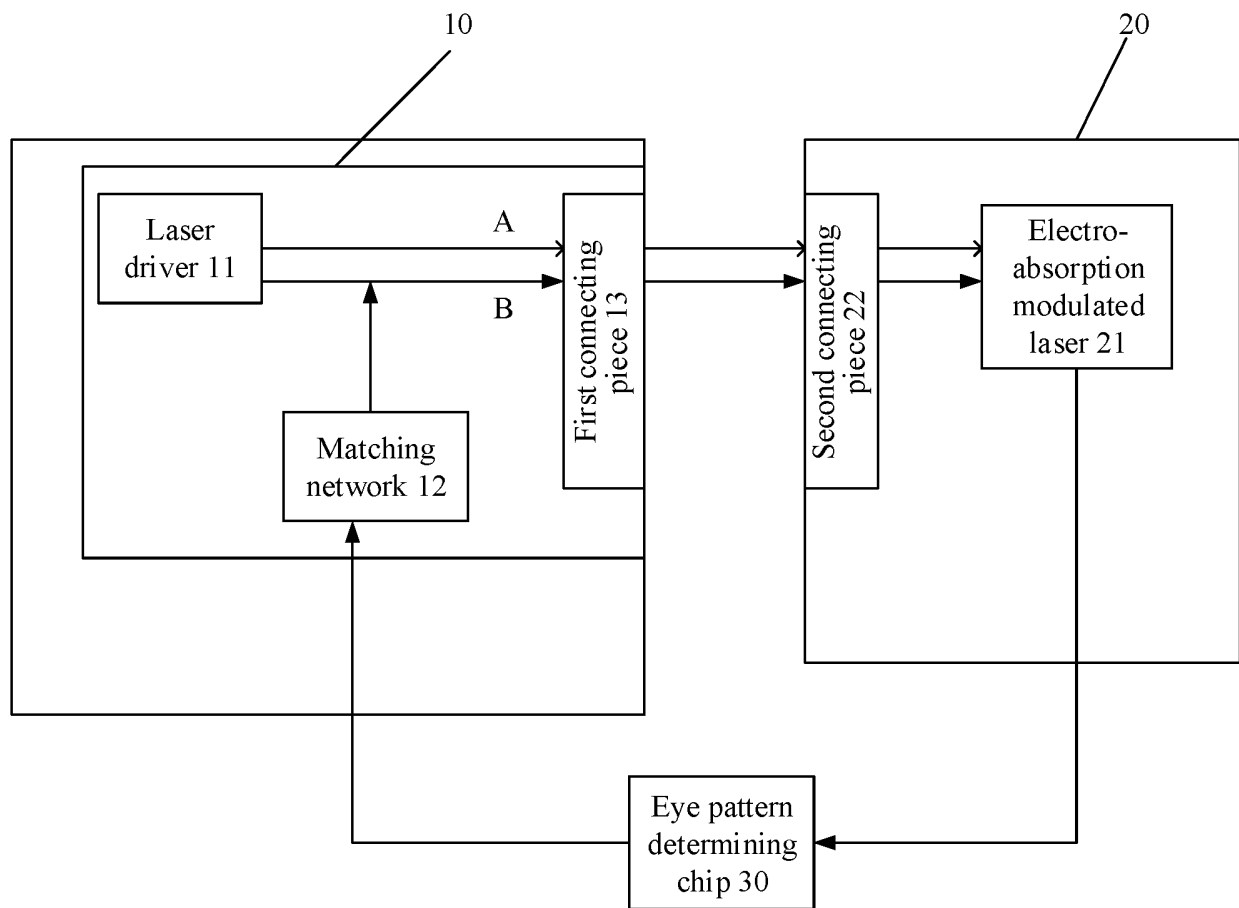 10
20
Laser
driver 11
A
B
First connecting
piece 13
Second connecting
piece 22
Electro-
absorption
modulated
laser 21
Matching
network 12
Eye pattern
determining
chip 30